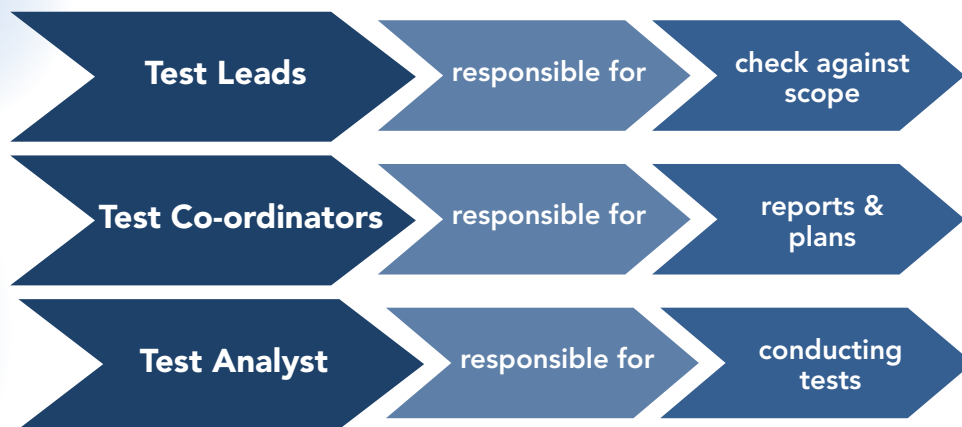 Test Leads
responsible for
check against
scope
Test Co-ordinators
responsible for
reports &
plans
Test Analyst
responsible for
conducting
tests